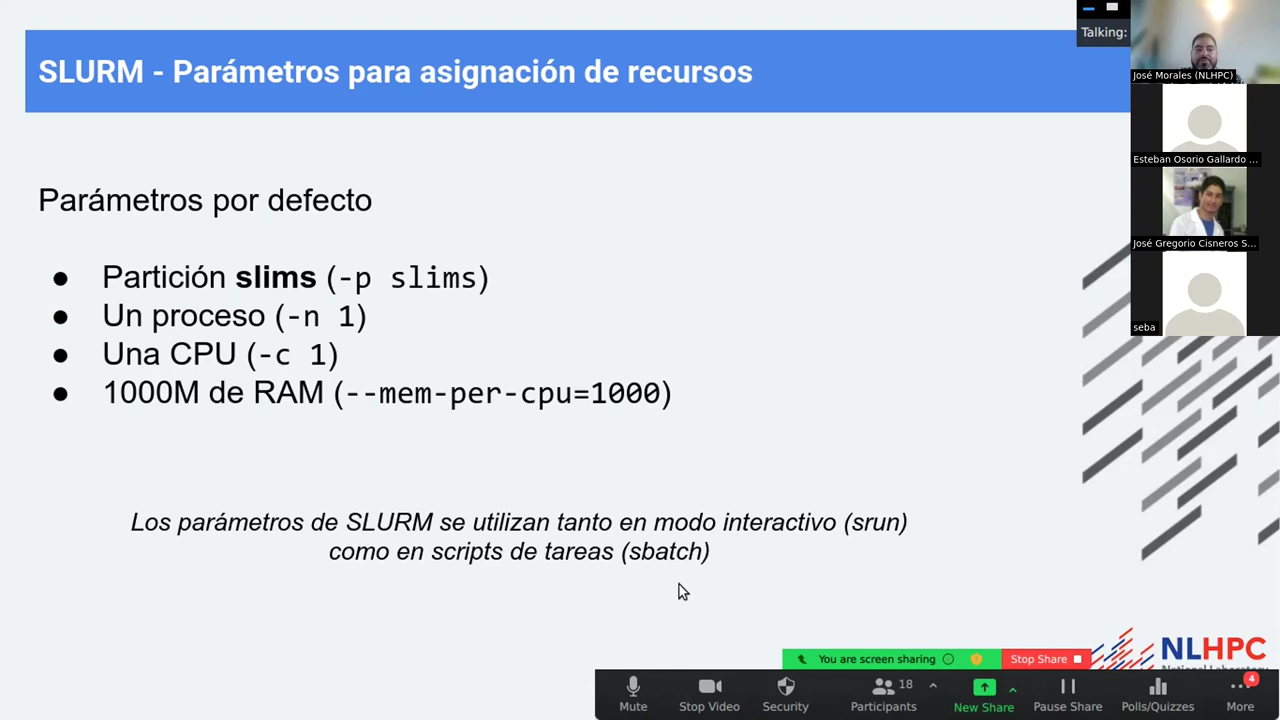 SLURM - Parámetros para asignación de recursos
Talking:
José Morales (NLHPC)
Esteban Osorio Gallardo ...
José Gregorio Cisneros S...
seba
Parámetros por defecto
● Partición slims (-p slims)
● Un proceso (-n 1)
● Una CPU (-c 1)
● 1000M de RAM (--mem-per-cpu=1000)
Los parámetros de SLURM se utilizan tanto en modo interactivo (srun)
como en scripts de tareas (sbatch)
NLHPC
National Laboratory
You are screen sharing
Stop Share
Mute
Stop Video
Security
Participants
18
New Share
Pause Share
Polls/Quizzes
More
4